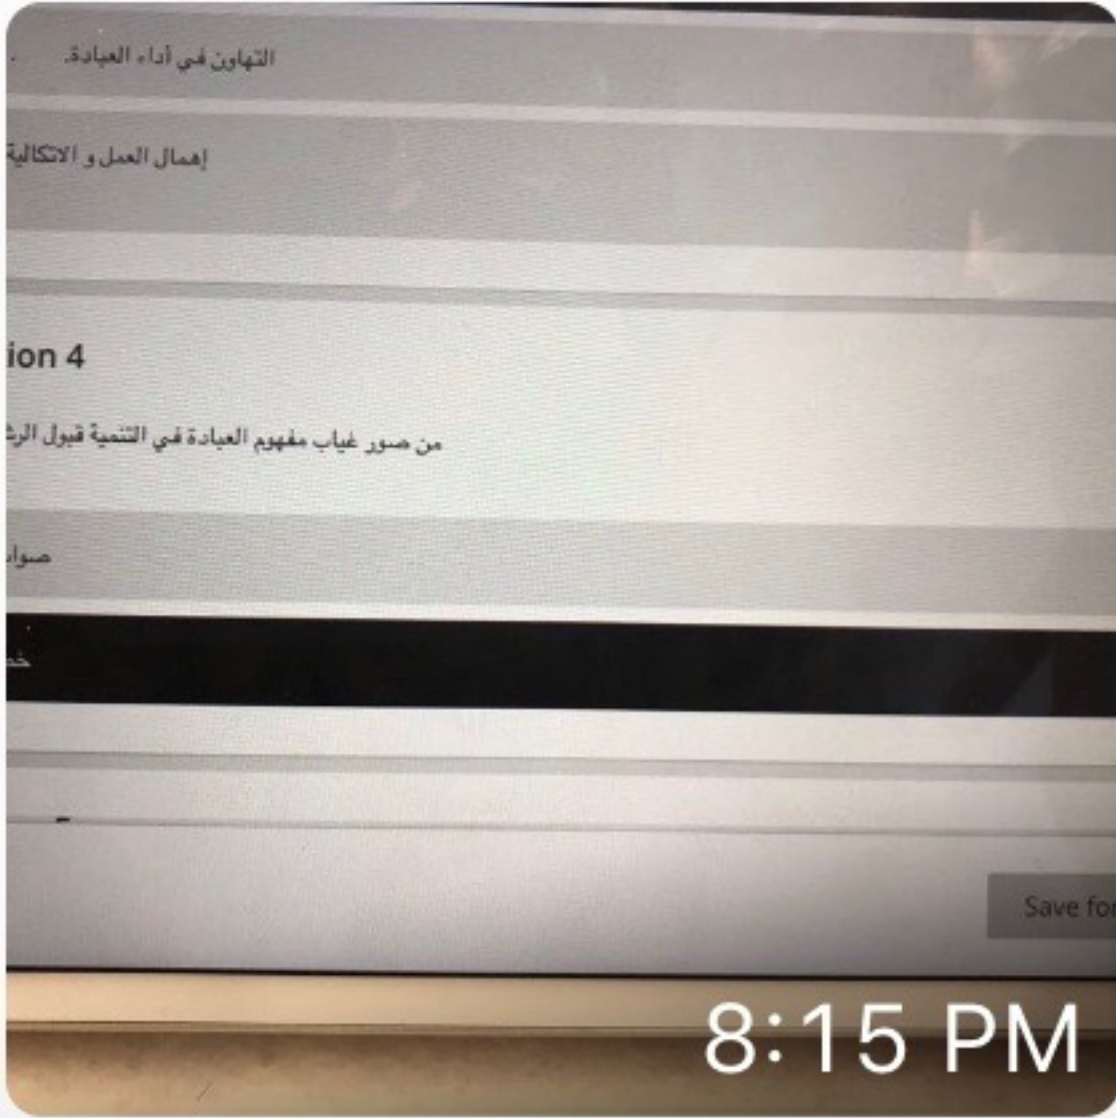 التهاون في أداء العبادة.
إهمال العمل و الاتكالية
ion 4
من صور غياب مفهوم العبادة في التنمية قبول
Save for
8:15 PM